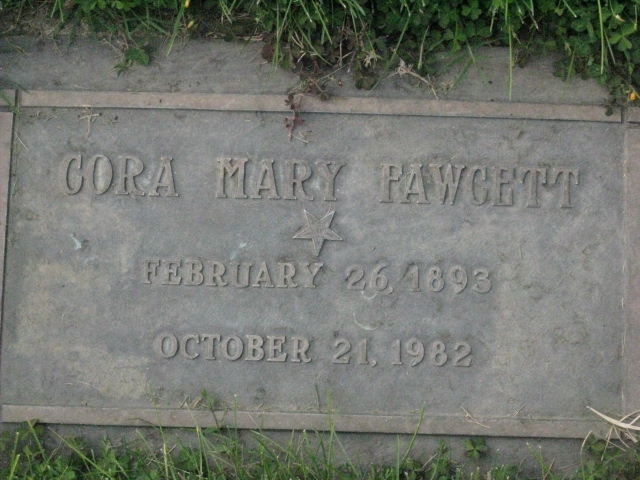 CORA MARY FAWCETT
FEBRUARY 26, 1893
OCTOBER 21, 1982